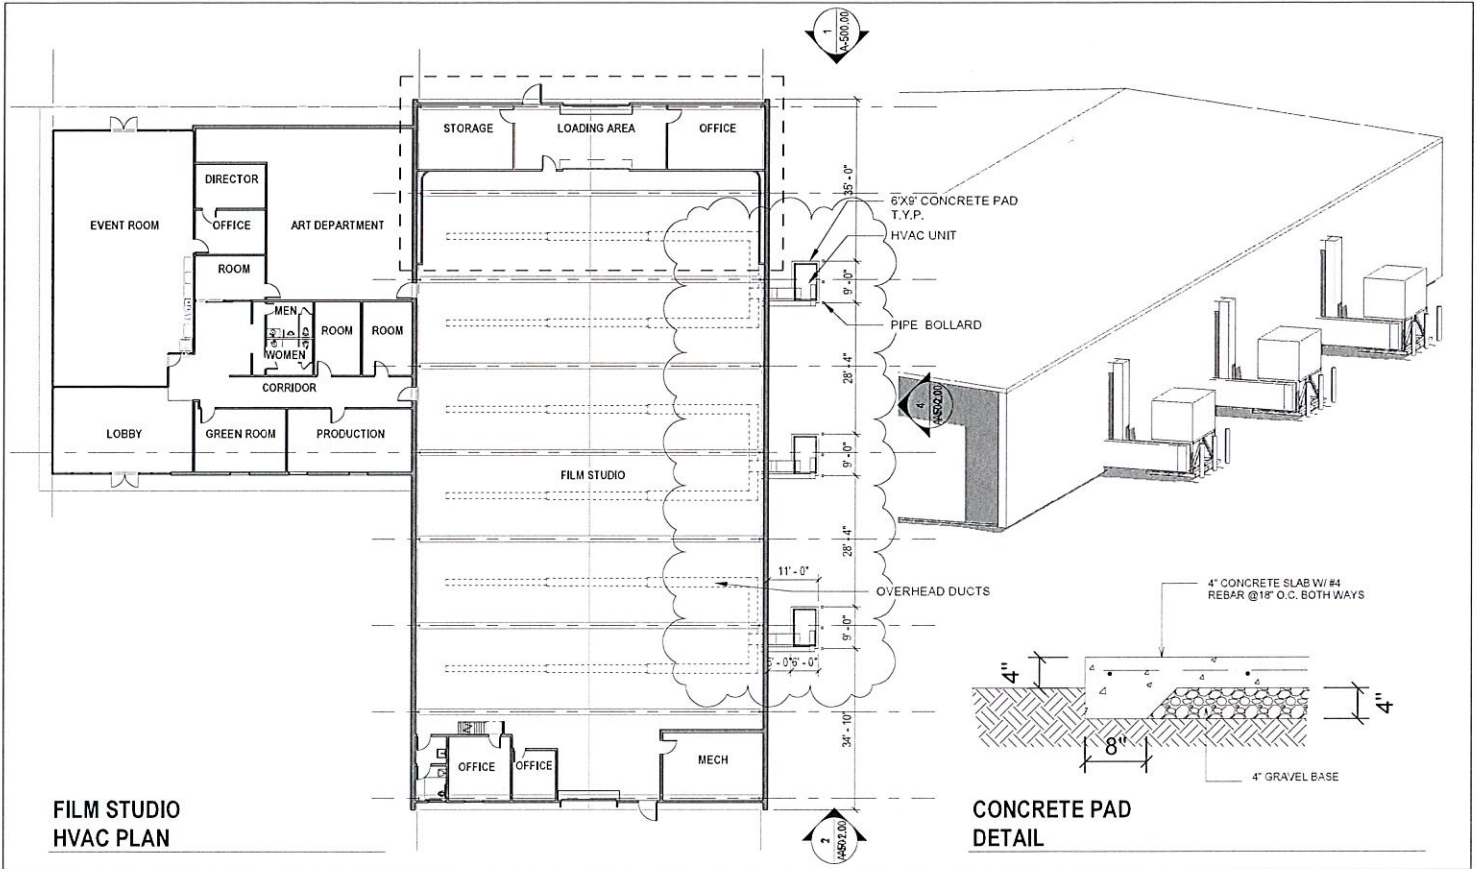 1
A-500.00
STORAGE
LOADING AREA
OFFICE
DIRECTOR
EVENT ROOM
OFFICE
ART DEPARTMENT
ROOM
MEN
ROOM
ROOM
WOMEN
CORRIDOR
LOBBY
GREEN ROOM
PRODUCTION
FILM STUDIO
35' - 0"
6'X9' CONCRETE PAD
T.Y.P.
HVAC UNIT
9' - 0"
PIPE BOLLARD
28' - 4"
4
9' - 0"
28' - 4"
11' - 0"
OVERHEAD DUCTS
9' - 0"
6' - 0"
34' - 10"
OFFICE
OFFICE
MECH
2
FILM STUDIO
HVAC PLAN
4" CONCRETE SLAB W/ #4
REBAR @18" O.C. BOTH WAYS
4"
4"
8"
4" GRAVEL BASE
CONCRETE PAD
DETAIL